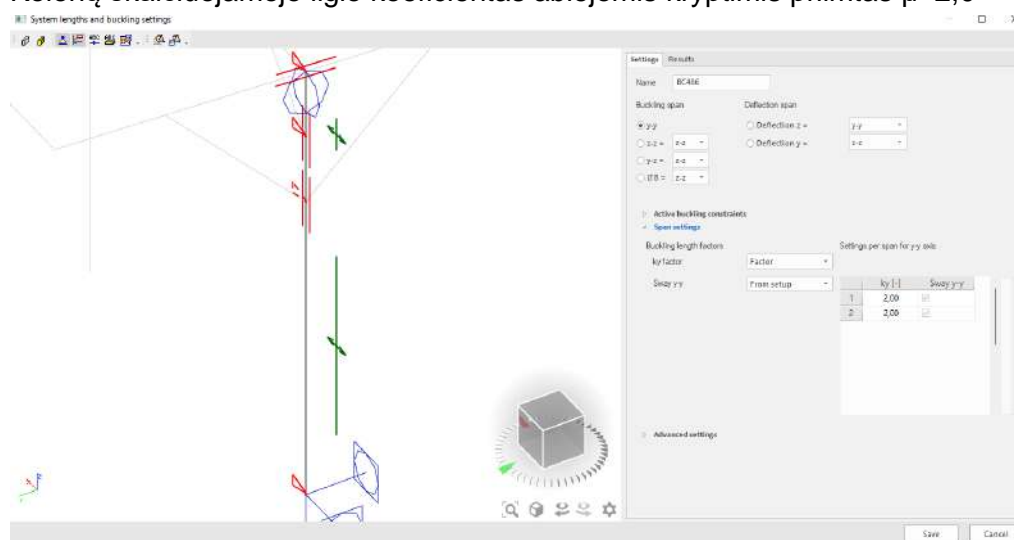 Kolonų skaičiuojamojo ilgio koeficientas abiejomis kryptimis priimtas μ=2,0
System lengths and buckling settings
Settings Results
Name BC486
Buckling span Deflection span
y-y Deflection z = y-y
z-z = z-z Deflection y = z-z
y-z = z-z
LTB = z-z
Active buckling constraints
Span settings
Buckling length factors Settings per span for y-y axis
ky factor Factor
Sway y-y From setup
ky [-] Sway y-y
1 2,00
2 2,00
Advanced settings
Save Cancel